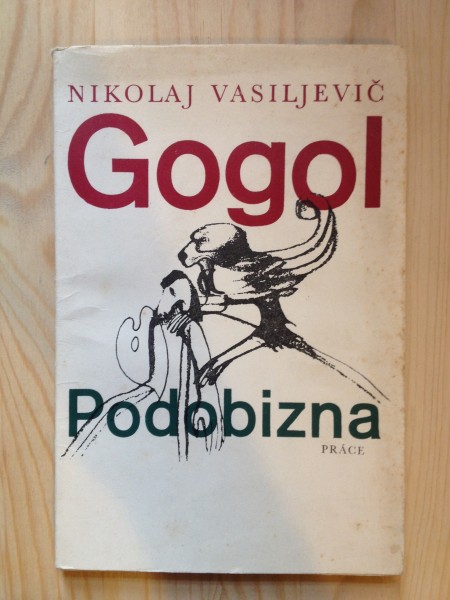 NIKOLAJ VASILJEVIČ
Gogol
Podobizna
PRÁCE